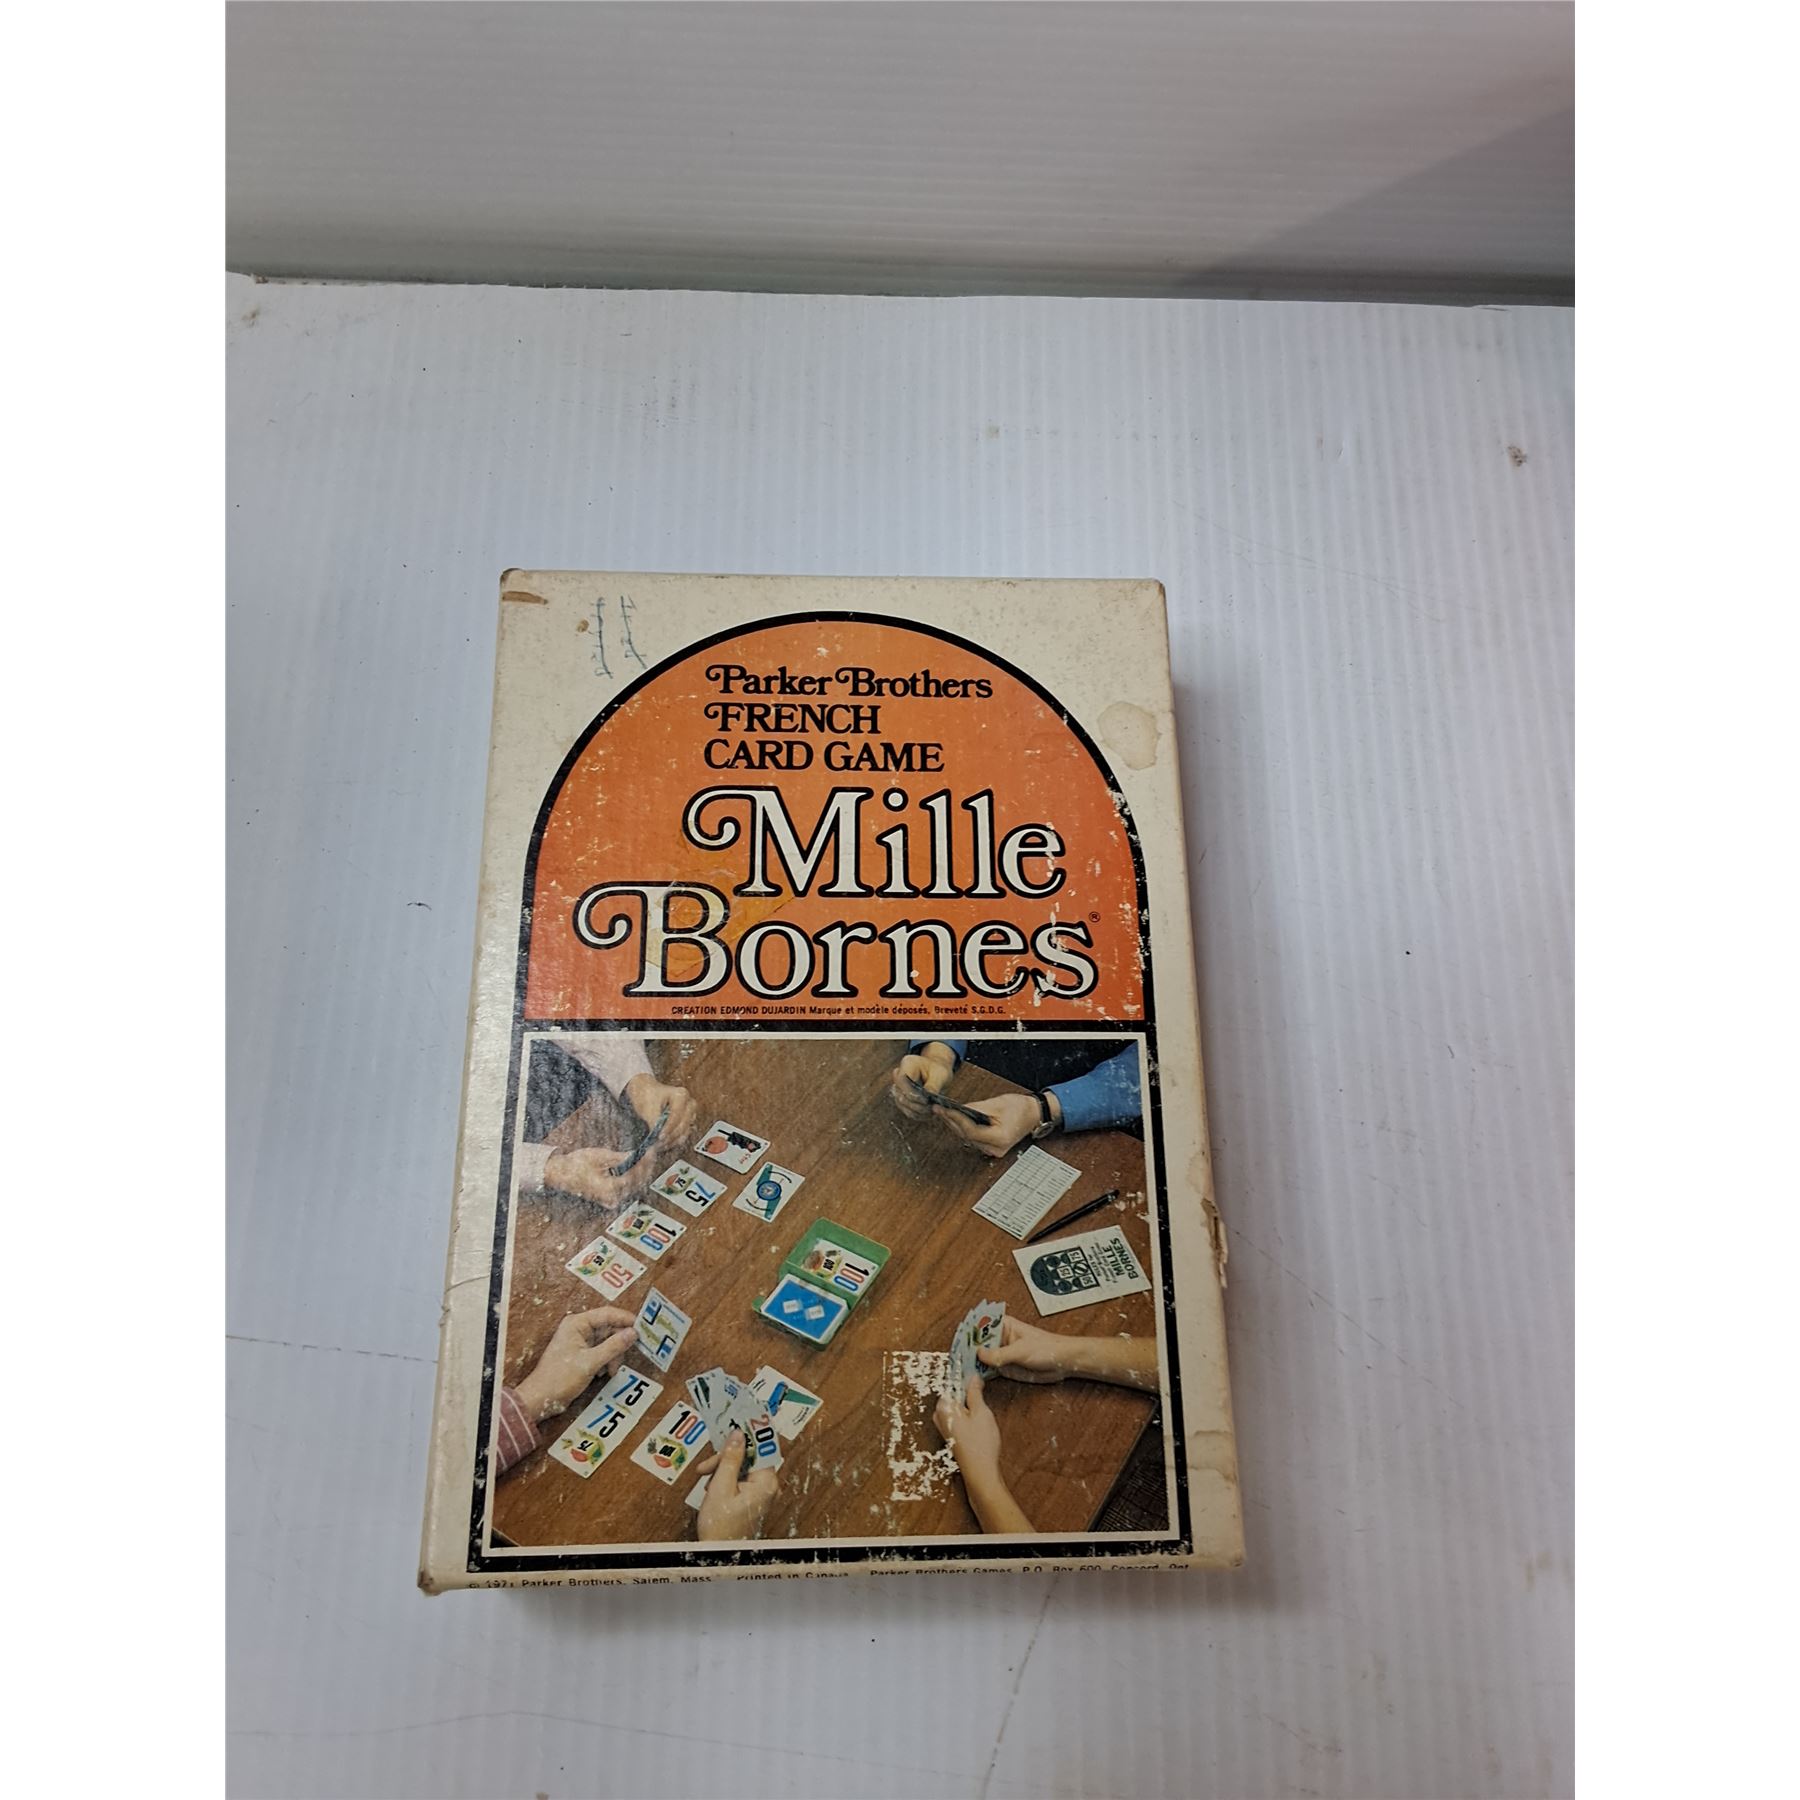 Parker Brothers
FRENCH
CARD GAME
Mille
Bornes®
CREATION EDMOND DUJARDIN Marque et modèle déposés, Breveté S.G.D.G.
75
100
50
100
75
75
100
200
MILLE
BORNES
© 1971 Parker Brothers, Salem, Mass. Printed in Canada Parker Brothers Games, P.O. Box 600, Concord, Ont